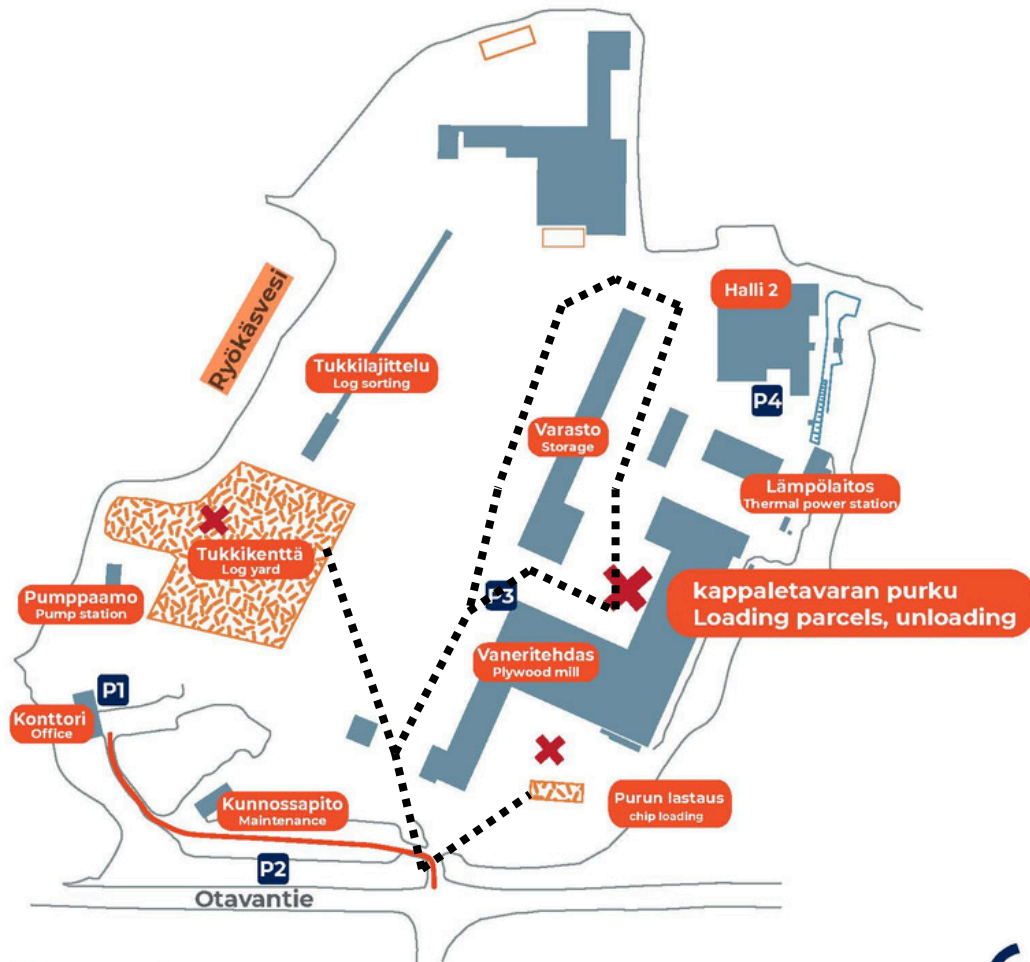 Ryökäsvesi
Halli 2
Tukkilajittelu
Log sorting
P4
Varasto
Storage
Lämpölaitos
Thermal power station
Tukkikenttä
Log yard
Pumppaamo
Pump station
P3
kappaletavaran purku
Loading parcels, unloading
Vaneritehdas
Plywood mill
P1
Konttori
Office
Kunnossapito
Maintenance
Purun lastaus
chip loading
P2
Otavantie